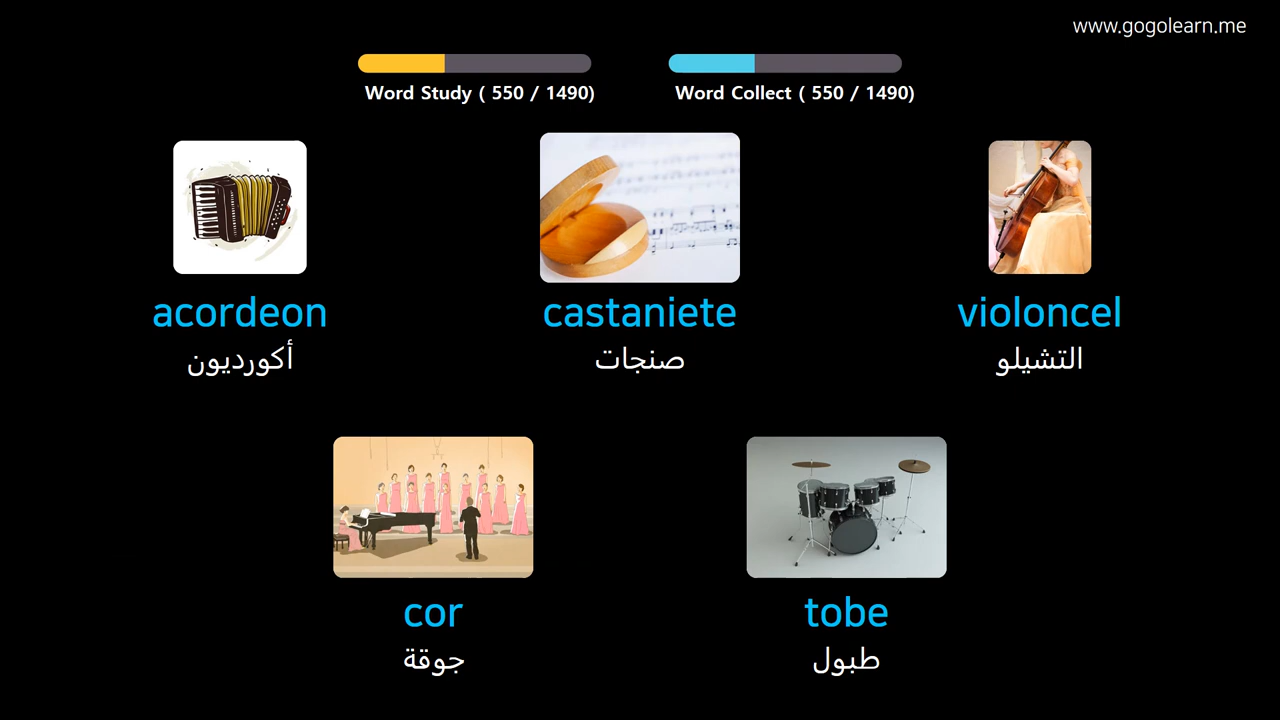 www.gogolearn.me
Word Study ( 550 / 1490)
Word Collect ( 550 / 1490)
acordeon
أكورديون
castaniete
صنجات
violoncel
التشيلو
cor
جوقة
tobe
طبول